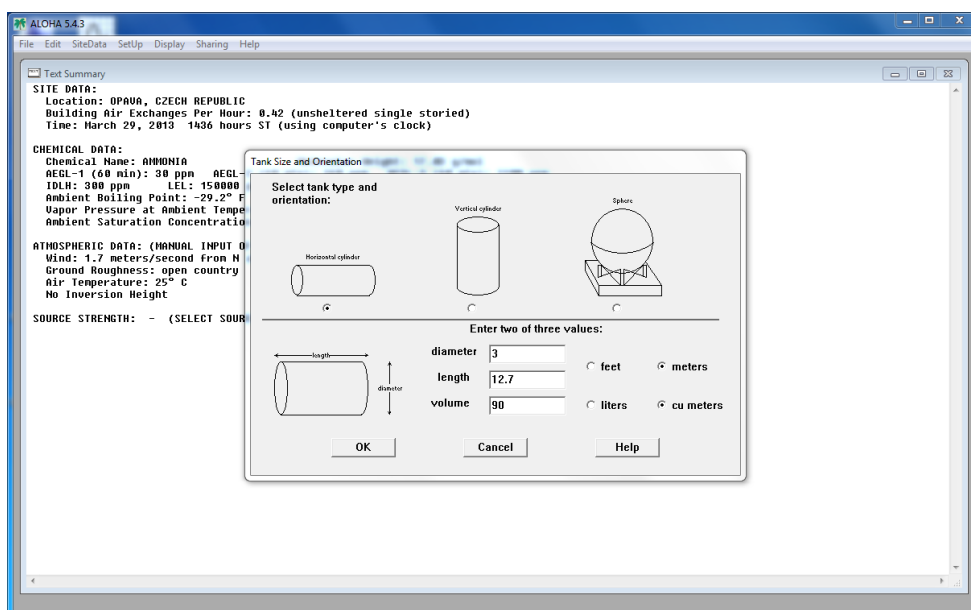 ALOHA 5.4.3
File Edit SiteData SetUp Display Sharing Help
Text Summary
SITE DATA:
Location: OPAVA, CZECH REPUBLIC
Building Air Exchanges Per Hour: 0.42 (unsheltered single storied)
Time: March 29, 2013 1436 hours ST (using computer's clock)
CHEMICAL DATA:
Chemical Name: AMMONIA
AEGL-1 (60 min): 30 ppm AEGL-
IDLH: 300 ppm LEL: 150000
Ambient Boiling Point: -29.2° F
Vapor Pressure at Ambient Tempe
Ambient Saturation Concentratio
ATMOSPHERIC DATA: (MANUAL INPUT O
Wind: 1.7 meters/second from N
Ground Roughness: open country
Air Temperature: 25° C
No Inversion Height
SOURCE STRENGTH: - (SELECT SOUR
Tank Size and Orientation
Select tank type and
orientation:
Horizontal cylinder
Vertical cylinder
Sphere
Enter two of three values:
length
diameter
diameter 3
length 12.7
feet meters
volume 90
liters cu meters
OK Cancel Help